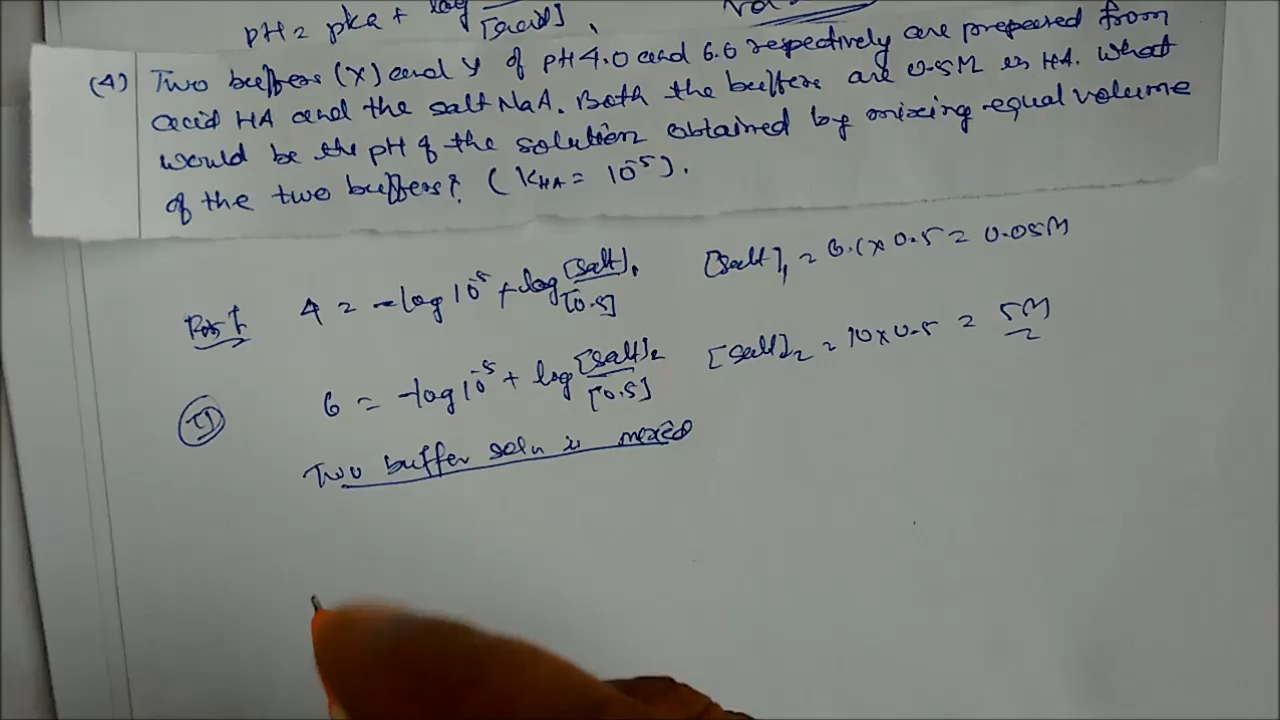 pH = pka + log [acid]
(4) Two buffers (X) and Y of pH 4.0 and 6.0 respectively are prepared from
acid HA and the salt NaA. Both the buffers are 0.5M in HA. What
would be the pH of the solution obtained by mixing equal volume
of the two buffers? (K_HA = 10^-5).
4 = -log 10^-5 + log [salt]₁/[0.5] [salt]₁ = 0.1 x 0.5 = 0.05M
(II) 6 = -log 10^-5 + log [salt]₂/[0.5] [salt]₂ = 10 x 0.5 = 5M
Two buffer soln is mixed